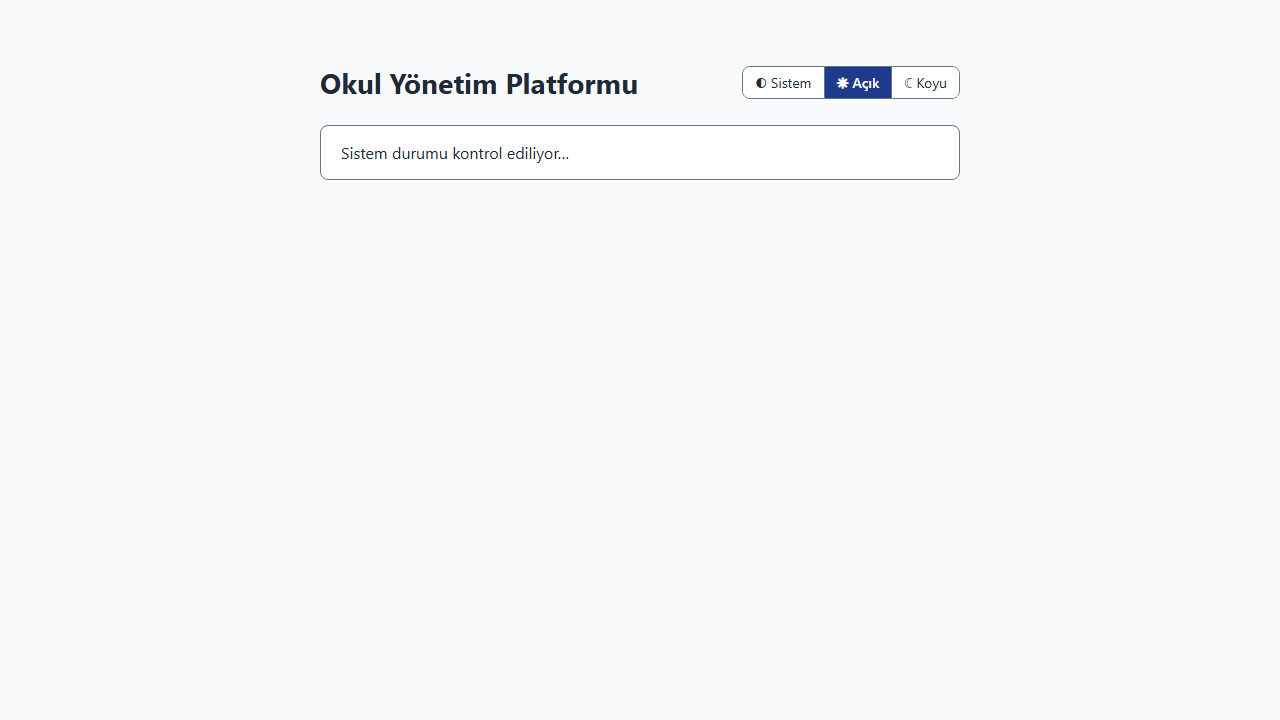 Okul Yönetim Platformu
◐ Sistem
❋ Açık
☾ Koyu
Sistem durumu kontrol ediliyor…